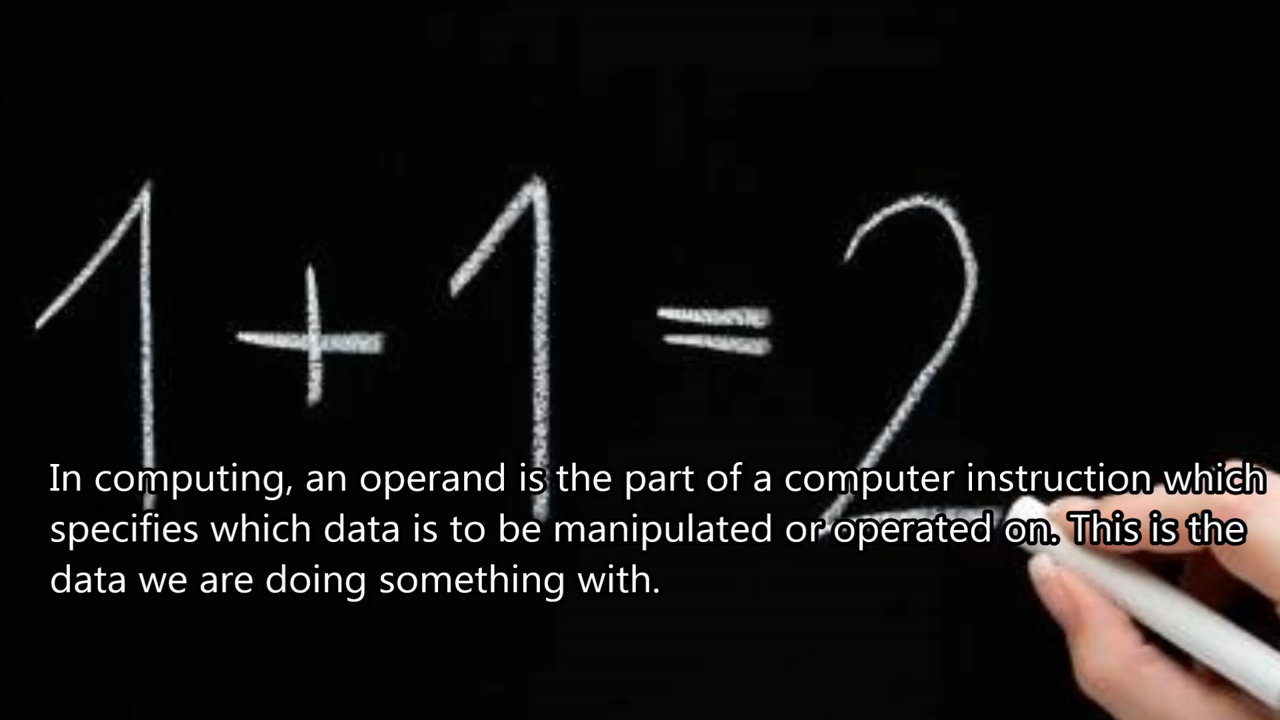 1 + 1 = 2
In computing, an operand is the part of a computer instruction which
specifies which data is to be manipulated or operated on. This is the
data we are doing something with.